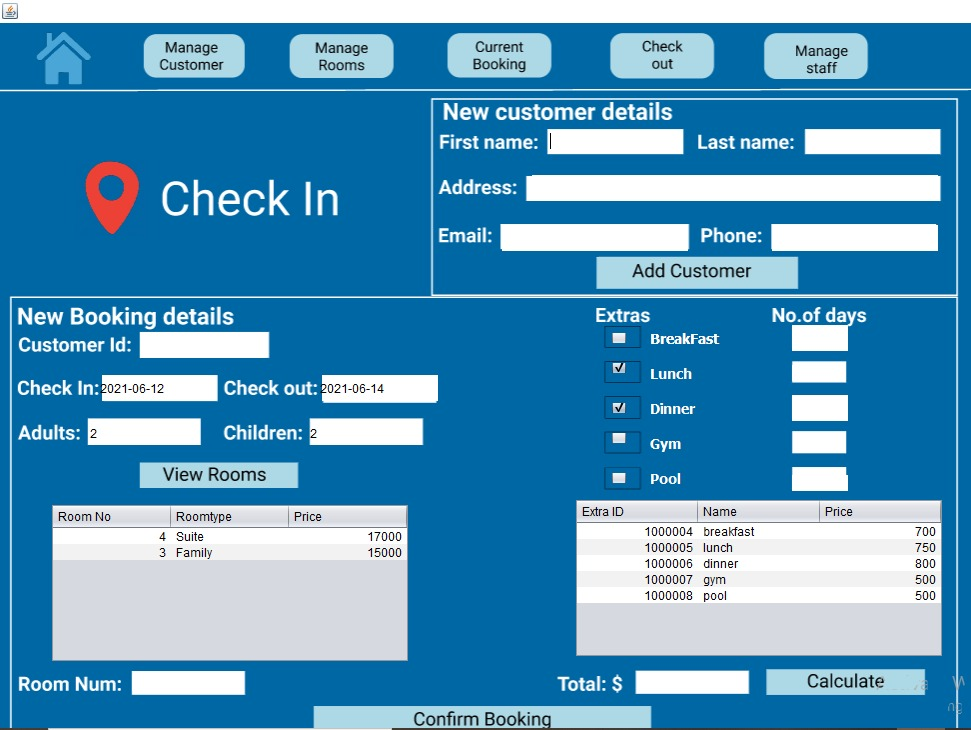 Manage Customer
Manage Rooms
Current Booking
Check out
Manage staff
Check In
New customer details
First name:
Last name:
Address:
Email:
Phone:
Add Customer
New Booking details
Customer Id:
Check In: 2021-06-12 Check out: 2021-06-14
Adults: 2 Children: 2
View Rooms
Room No Roomtype Price
4 Suite 17000
3 Family 15000
Room Num:
Extras No.of days
BreakFast
Lunch
Dinner
Gym
Pool
Extra ID Name Price
1000004 breakfast 700
1000005 lunch 750
1000006 dinner 800
1000007 gym 500
1000008 pool 500
Total: $
Calculate
Confirm Booking